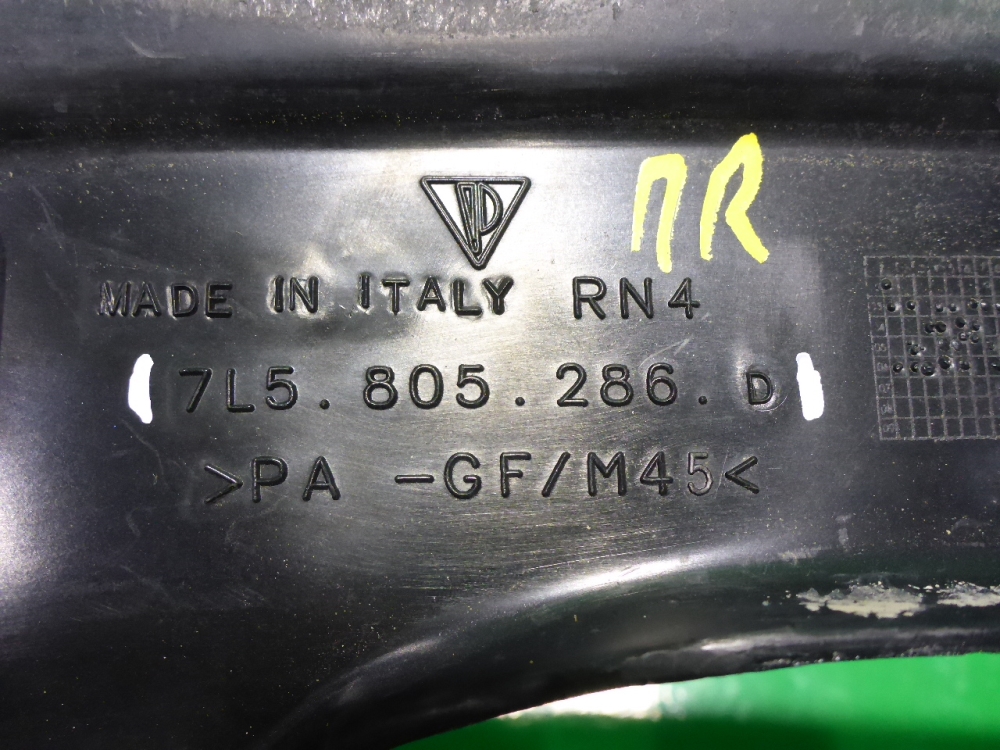 ПR
MADE IN ITALY RN4
7L5.805.286.D
>PA -GF/M45<